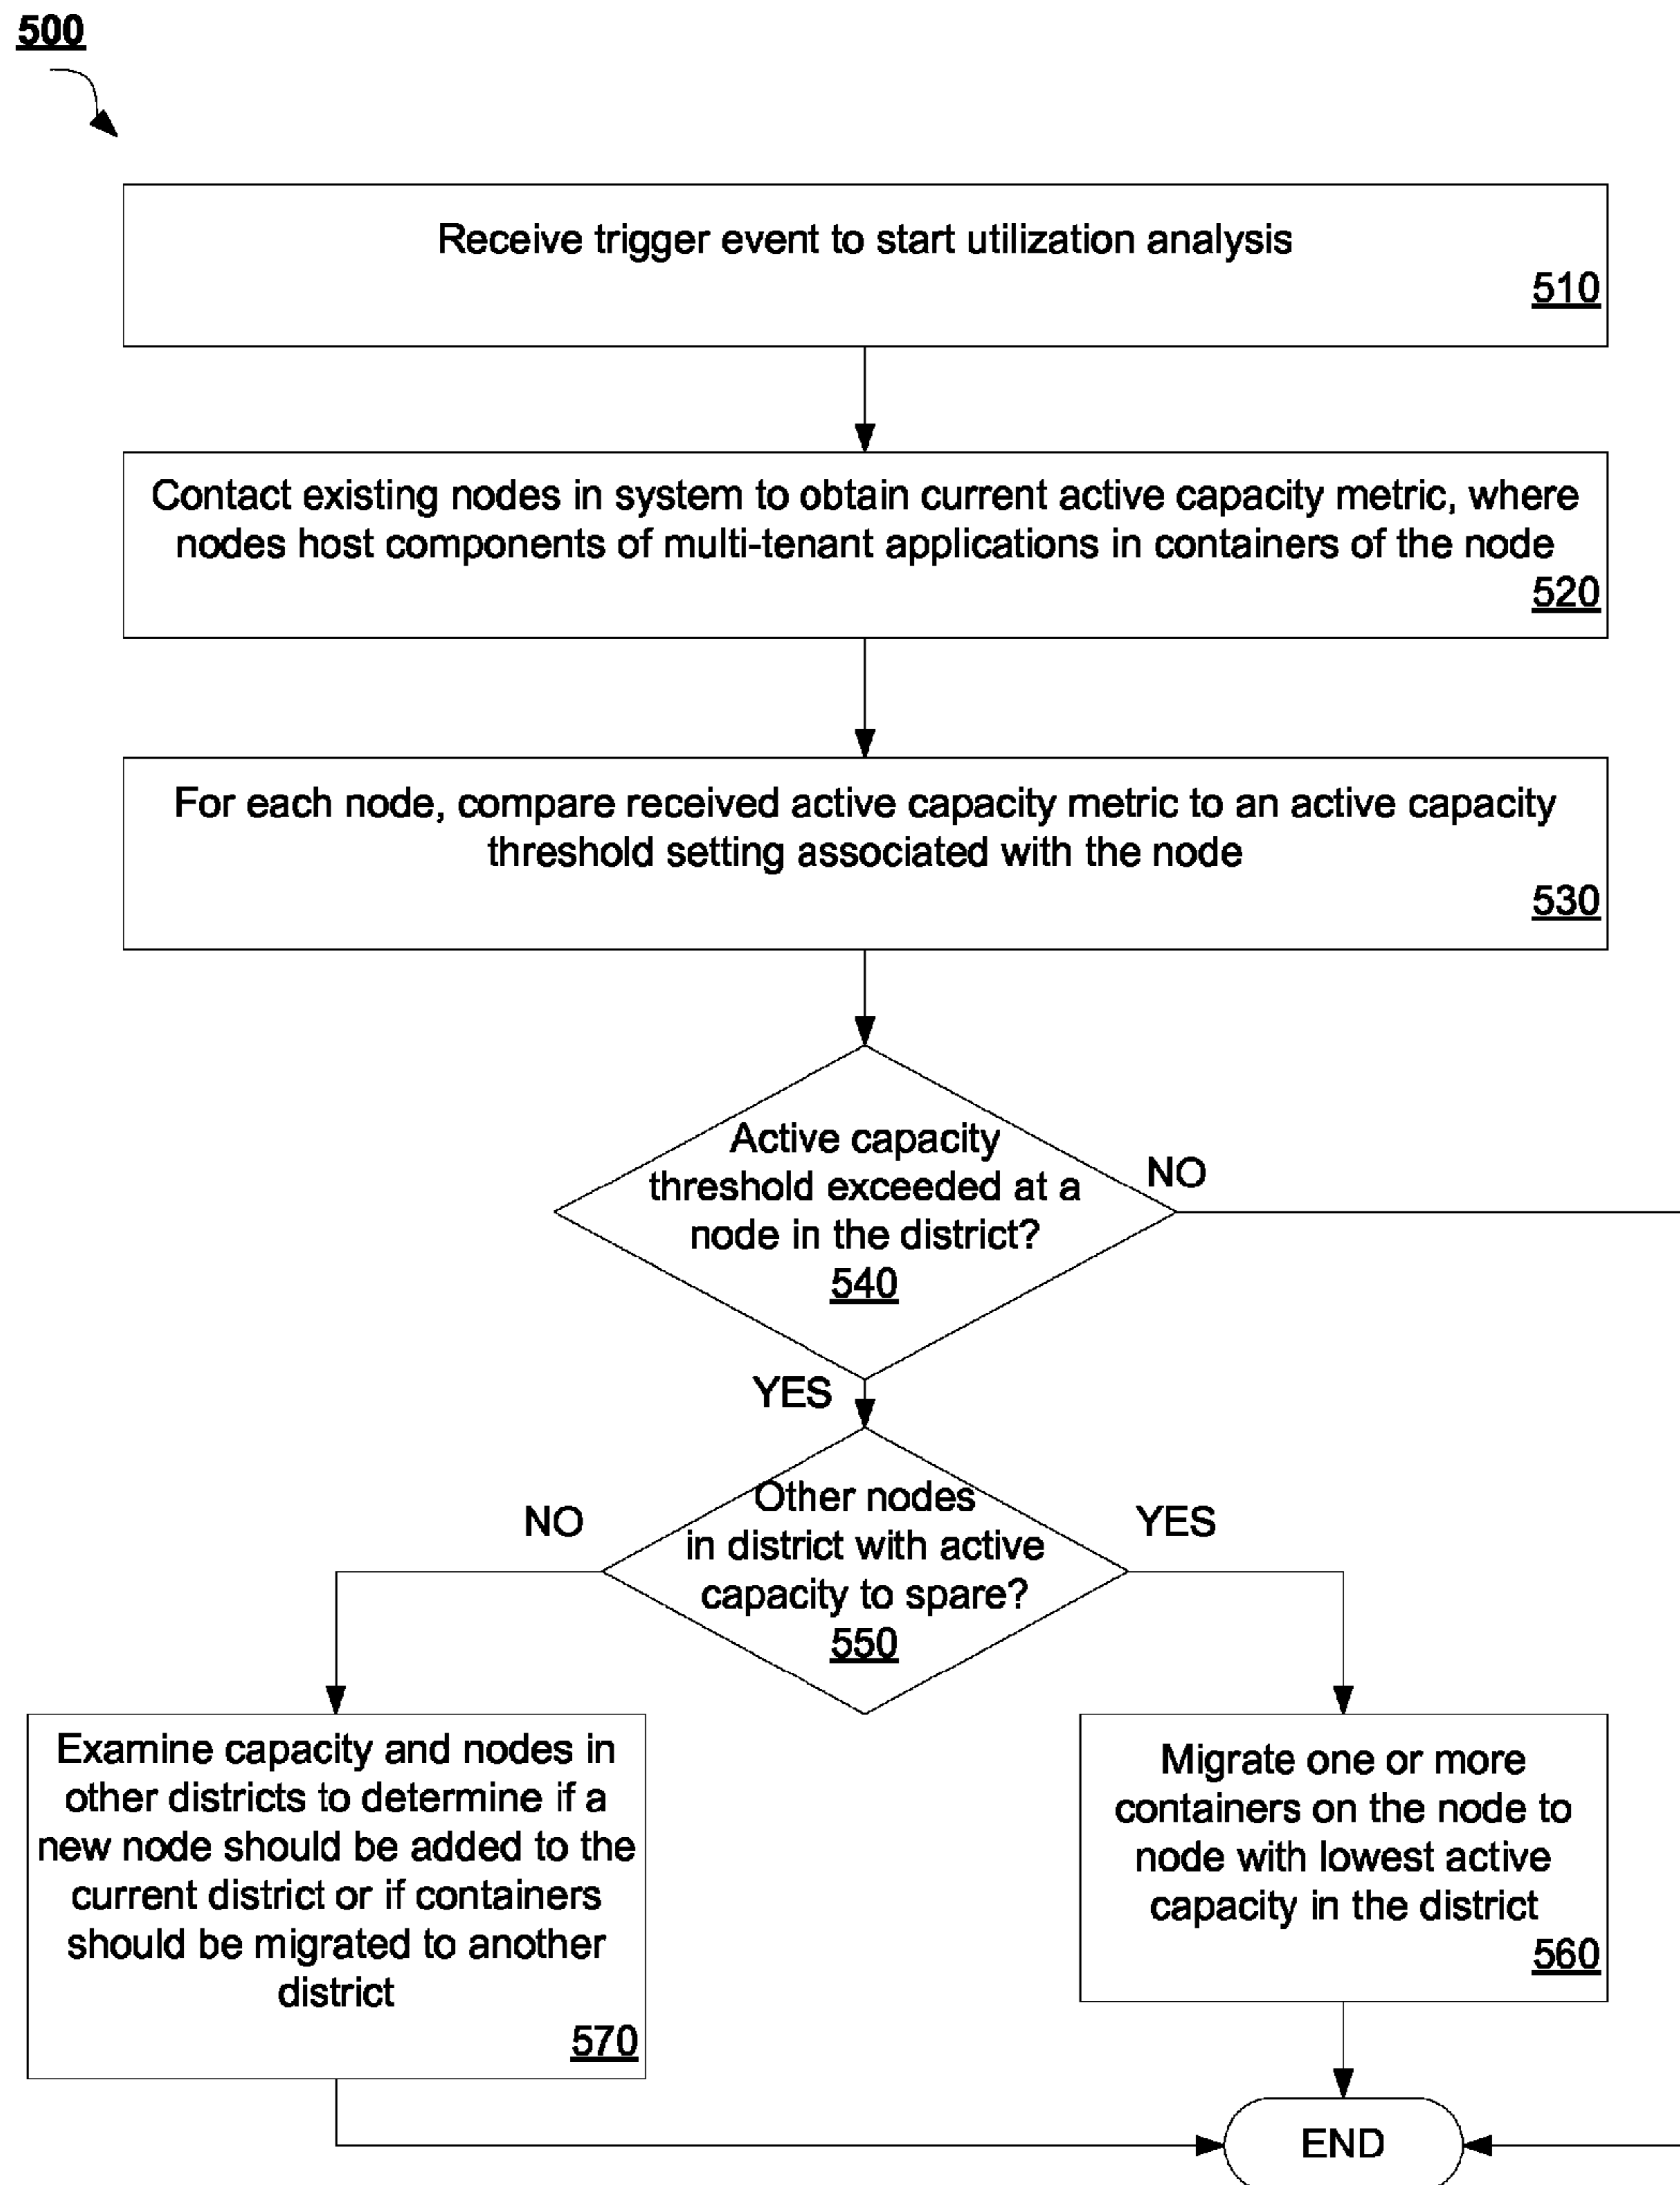 500
Receive trigger event to start utilization analysis
510
Contact existing nodes in system to obtain current active capacity metric, where
nodes host components of multi-tenant applications in containers of the node
520
For each node, compare received active capacity metric to an active capacity
threshold setting associated with the node
530
Active capacity
threshold exceeded at a
node in the district?
540
NO
YES
Other nodes
in district with active
capacity to spare?
550
NO
YES
Examine capacity and nodes in
other districts to determine if a
new node should be added to the
current district or if containers
should be migrated to another
district
570
Migrate one or more
containers on the node to
node with lowest active
capacity in the district
560
END